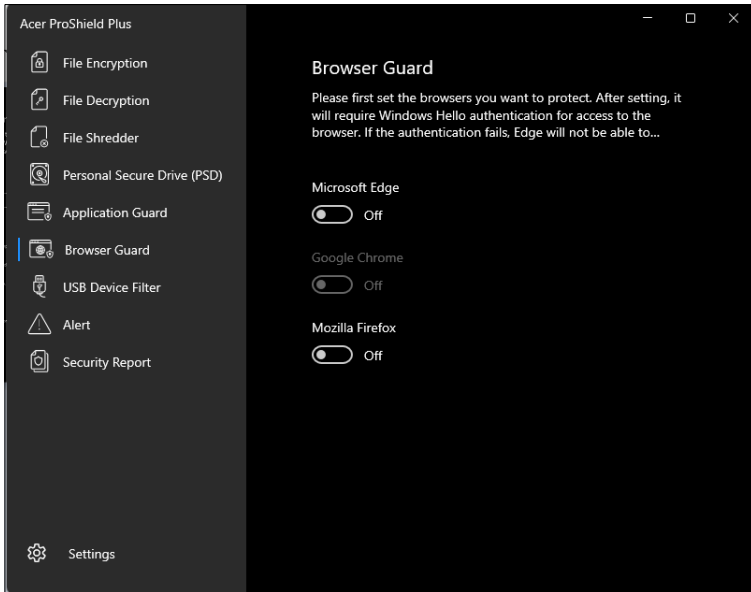 Acer ProShield Plus
File Encryption
File Decryption
File Shredder
Personal Secure Drive (PSD)
Application Guard
Browser Guard
USB Device Filter
Alert
Security Report
Settings
Browser Guard
Please first set the browsers you want to protect. After setting, it
will require Windows Hello authentication for access to the
browser. If the authentication fails, Edge will not be able to...
Microsoft Edge
Off
Google Chrome
Off
Mozilla Firefox
Off